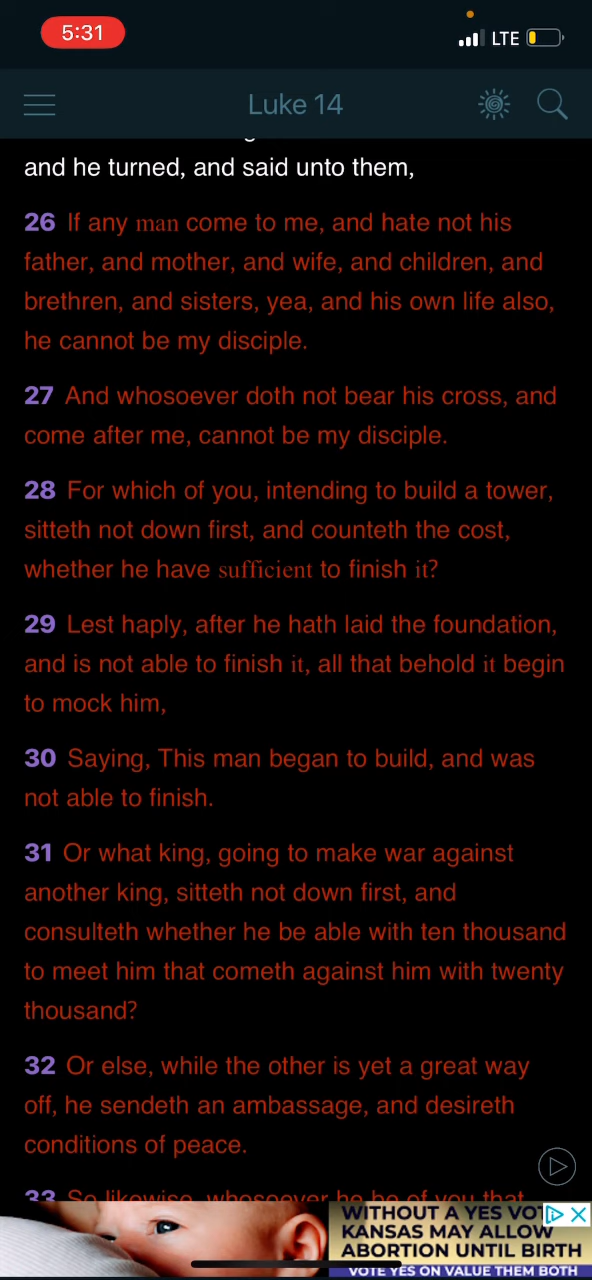 5:31
LTE
Luke 14
and he turned, and said unto them,
26 If any man come to me, and hate not his
father, and mother, and wife, and children, and
brethren, and sisters, yea, and his own life also,
he cannot be my disciple.
27 And whosoever doth not bear his cross, and
come after me, cannot be my disciple.
28 For which of you, intending to build a tower,
sitteth not down first, and counteth the cost,
whether he have sufficient to finish it?
29 Lest haply, after he hath laid the foundation,
and is not able to finish it, all that behold it begin
to mock him,
30 Saying, This man began to build, and was
not able to finish.
31 Or what king, going to make war against
another king, sitteth not down first, and
consulteth whether he be able with ten thousand
to meet him that cometh against him with twenty
thousand?
32 Or else, while the other is yet a great way
off, he sendeth an ambassage, and desireth
conditions of peace.
33 So likewise, whosoever he be of you that
WITHOUT A YES VOT
KANSAS MAY ALLOW
ABORTION UNTIL BIRTH
VOTE YES ON VALUE THEM BOTH